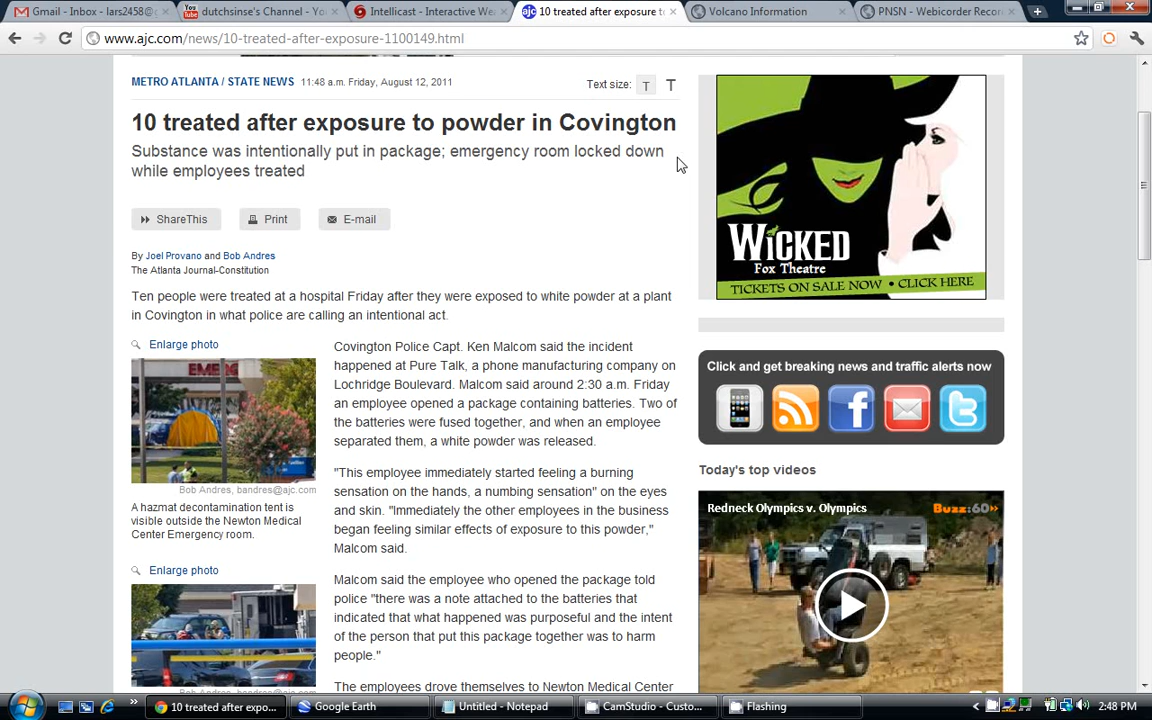 Gmail - Inbox - lars2458@g
dutchsinse's Channel - You
Intellicast - Interactive We
10 treated after exposure to
Volcano Information
PNSN - Webicorder Recor
www.ajc.com/news/10-treated-after-exposure-1100149.html
METRO ATLANTA / STATE NEWS 11:48 a.m. Friday, August 12, 2011
Text size: T T
10 treated after exposure to powder in Covington
Substance was intentionally put in package; emergency room locked down
while employees treated
ShareThis
Print
E-mail
By Joel Provano and Bob Andres
The Atlanta Journal-Constitution
Ten people were treated at a hospital Friday after they were exposed to white powder at a plant
in Covington in what police are calling an intentional act.
Enlarge photo
EME
Bob Andres, bandres@ajc.com
A hazmat decontamination tent is
visible outside the Newton Medical
Center Emergency room.
Enlarge photo
Bob Andres, bandres@ajc.com
Covington Police Capt. Ken Malcom said the incident
happened at Pure Talk, a phone manufacturing company on
Lochridge Boulevard. Malcom said around 2:30 a.m. Friday
an employee opened a package containing batteries. Two of
the batteries were fused together, and when an employee
separated them, a white powder was released.
"This employee immediately started feeling a burning
sensation on the hands, a numbing sensation" on the eyes
and skin. "Immediately the other employees in the business
began feeling similar effects of exposure to this powder,"
Malcom said.
Malcom said the employee who opened the package told
police "there was a note attached to the batteries that
indicated that what happened was purposeful and the intent
of the person that put this package together was to harm
people."
The employees drove themselves to Newton Medical Center
WICKED
Fox Theatre
TICKETS ON SALE NOW • CLICK HERE
Click and get breaking news and traffic alerts now
Today's top videos
Redneck Olympics v. Olympics
Buzz:60
10 treated after expo...
Google Earth
Untitled - Notepad
CamStudio - Custo...
Flashing
2:48 PM